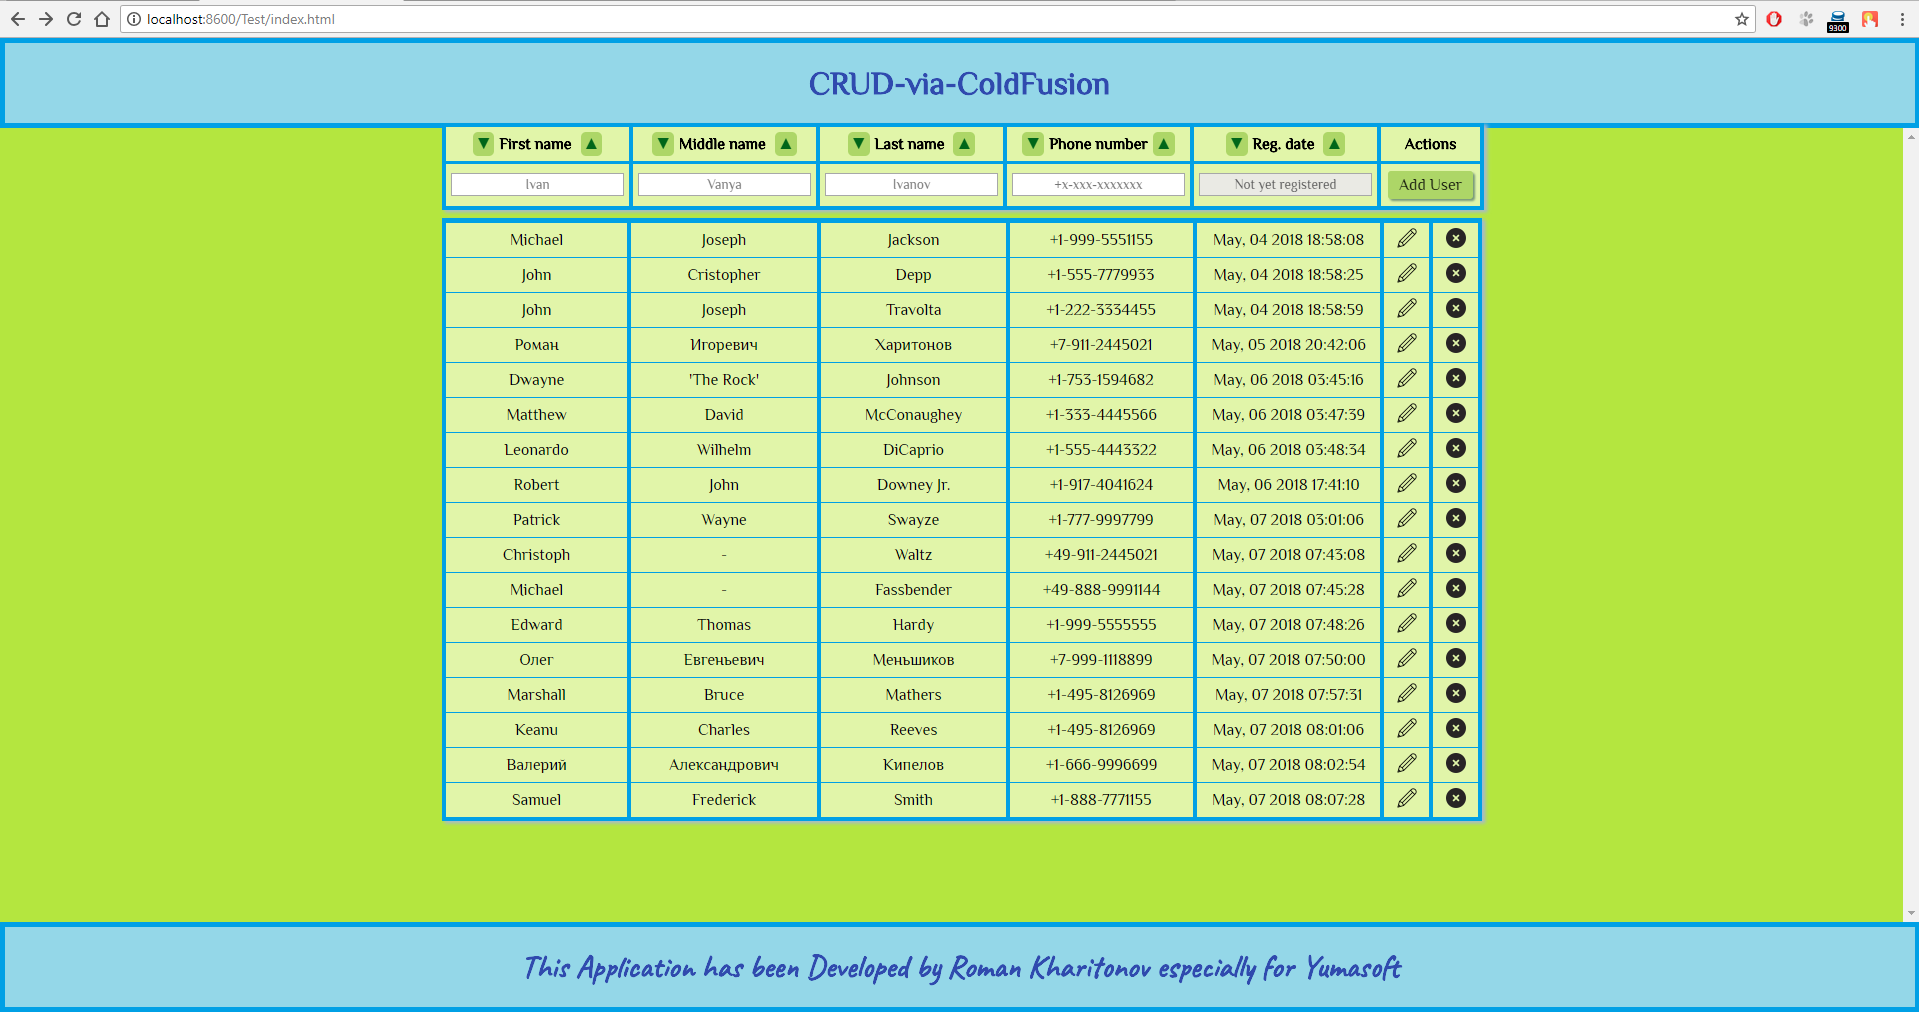 localhost:8600/Test/index.html
9300
CRUD-via-ColdFusion
▼ First name ▲ ▼ Middle name ▲ ▼ Last name ▲ ▼ Phone number ▲ ▼ Reg. date ▲ Actions
Ivan Vanya Ivanov +x-xxx-xxxxxxx Not yet registered Add User
Michael Joseph Jackson +1-999-5551155 May, 04 2018 18:58:08
John Cristopher Depp +1-555-7779933 May, 04 2018 18:58:25
John Joseph Travolta +1-222-3334455 May, 04 2018 18:58:59
Роман Игоревич Харитонов +7-911-2445021 May, 05 2018 20:42:06
Dwayne 'The Rock' Johnson +1-753-1594682 May, 06 2018 03:45:16
Matthew David McConaughey +1-333-4445566 May, 06 2018 03:47:39
Leonardo Wilhelm DiCaprio +1-555-4443322 May, 06 2018 03:48:34
Robert John Downey Jr. +1-917-4041624 May, 06 2018 17:41:10
Patrick Wayne Swayze +1-777-9997799 May, 07 2018 03:01:06
Christoph - Waltz +49-911-2445021 May, 07 2018 07:43:08
Michael - Fassbender +49-888-9991144 May, 07 2018 07:45:28
Edward Thomas Hardy +1-999-5555555 May, 07 2018 07:48:26
Олег Евгеньевич Меньшиков +7-999-1118899 May, 07 2018 07:50:00
Marshall Bruce Mathers +1-495-8126969 May, 07 2018 07:57:31
Keanu Charles Reeves +1-495-8126969 May, 07 2018 08:01:06
Валерий Александрович Кипелов +1-666-9996699 May, 07 2018 08:02:54
Samuel Frederick Smith +1-888-7771155 May, 07 2018 08:07:28
This Application has been Developed by Roman Kharitonov especially for Yumasoft